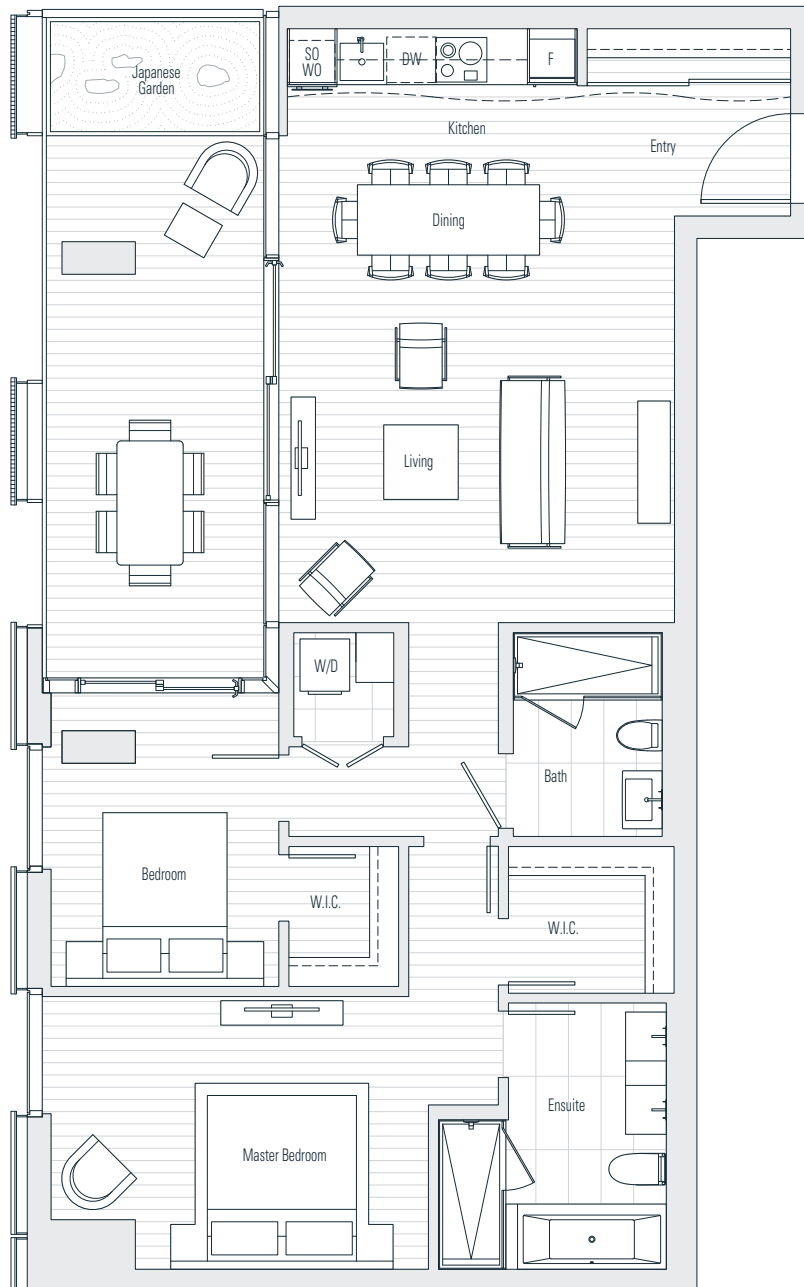 SO
WO
DW
F
Japanese
Garden
Kitchen
Entry
Dining
Living
W/D
Bath
Bedroom
W.I.C.
W.I.C.
Ensuite
Master Bedroom